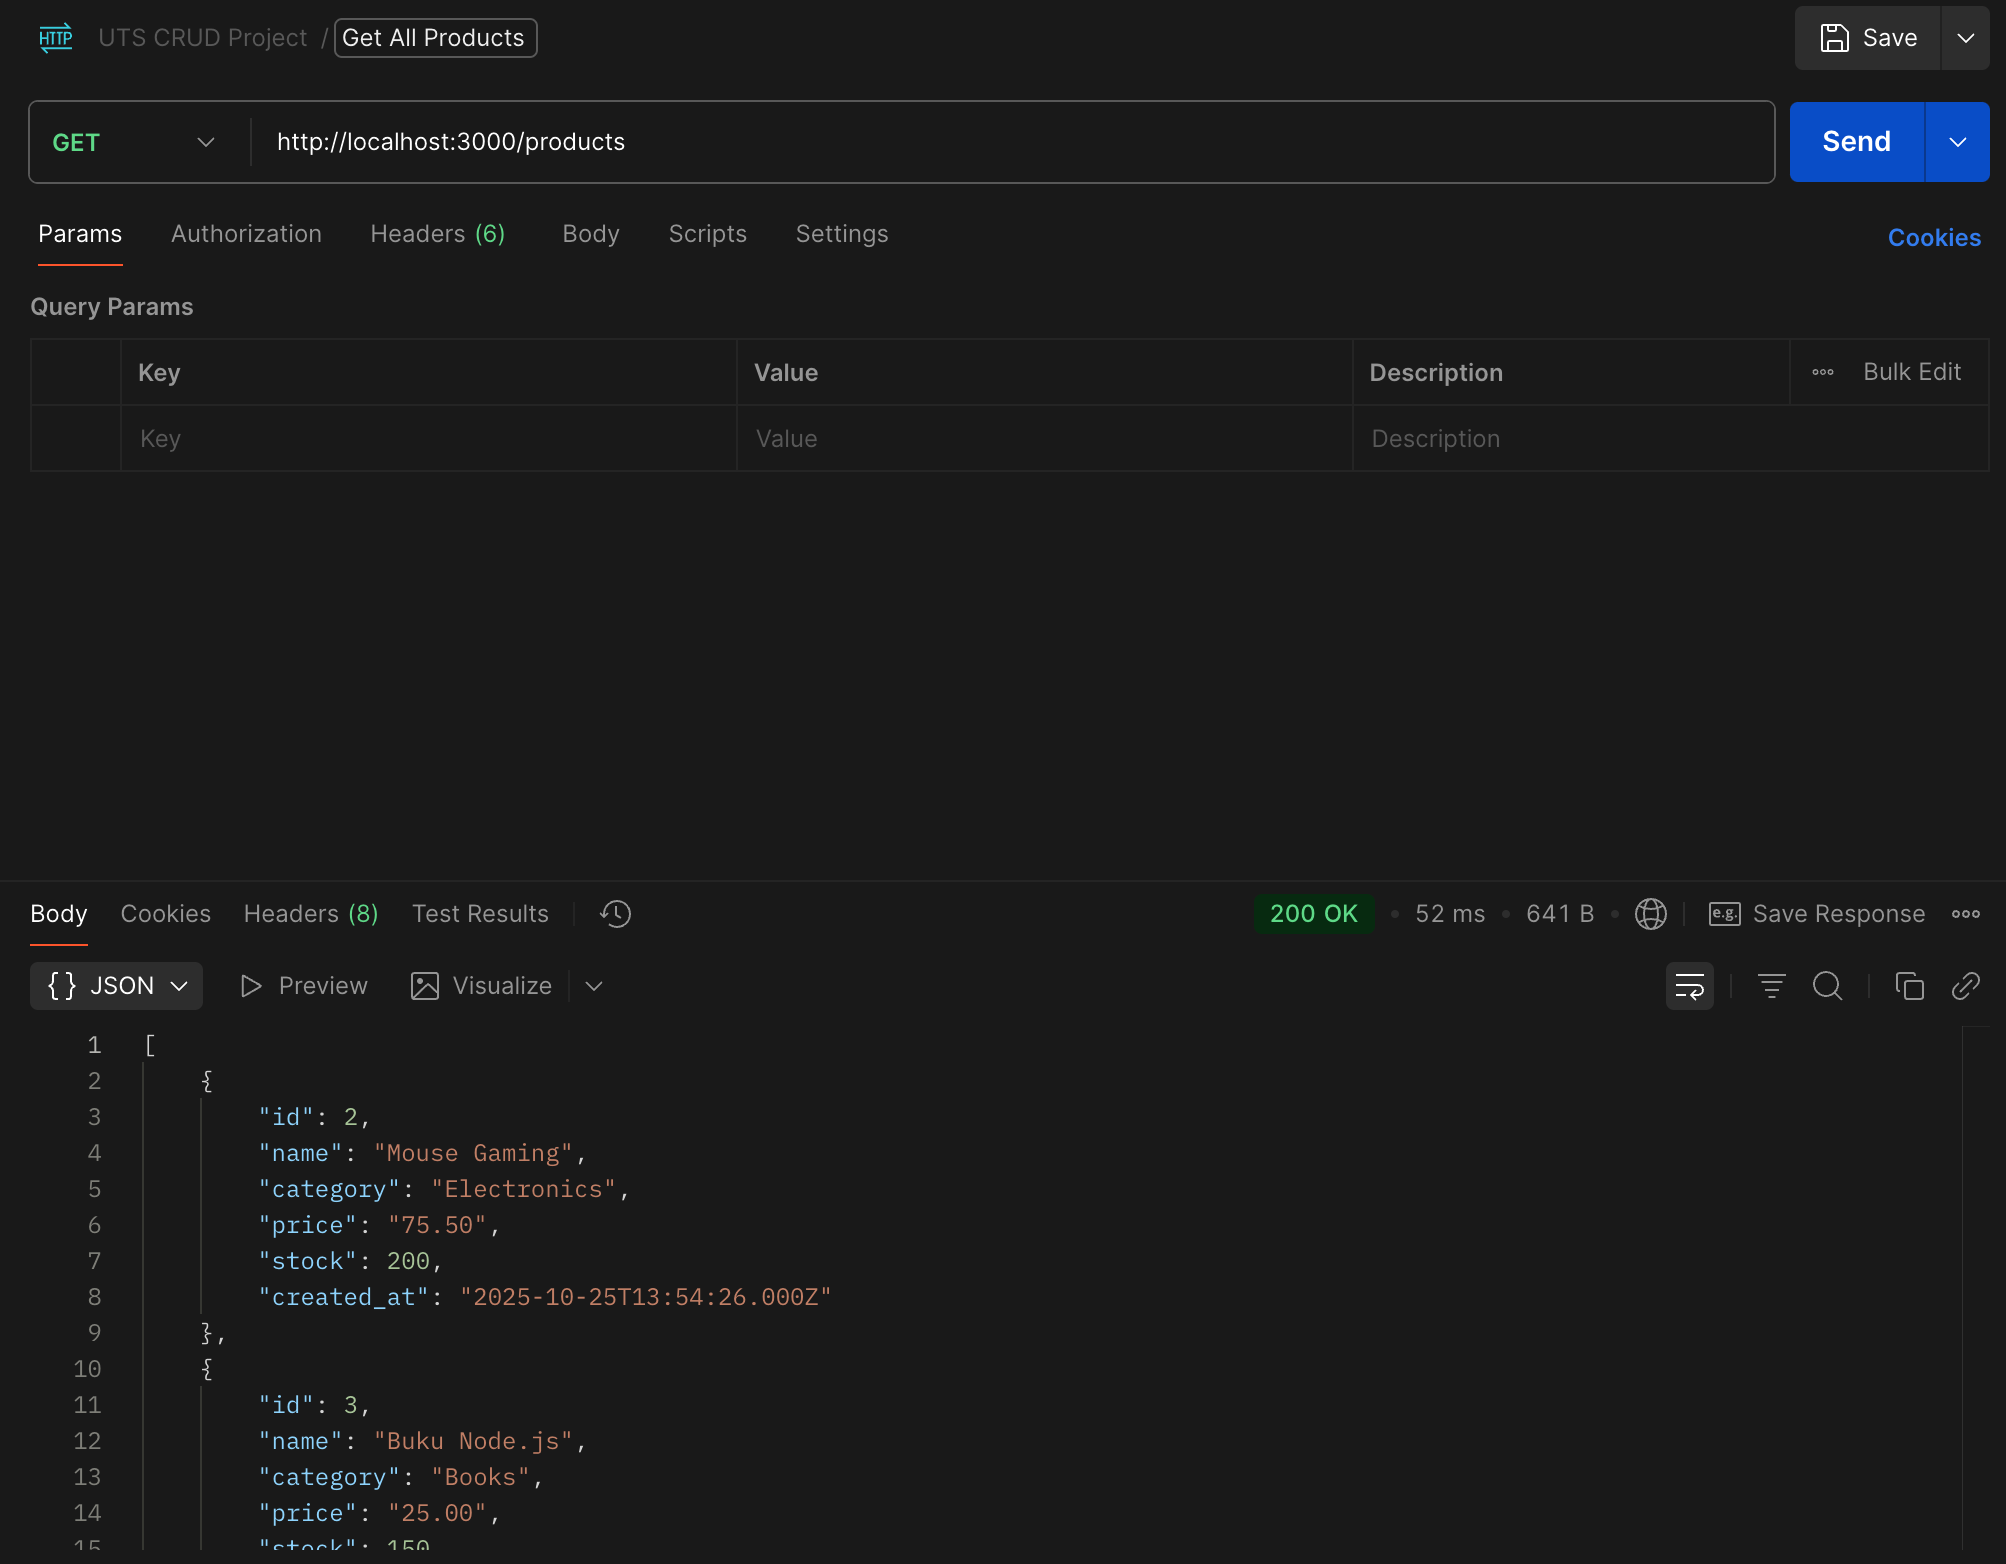 HTTP UTS CRUD Project / Get All Products Save
GET http://localhost:3000/products Send
Params Authorization Headers (6) Body Scripts Settings Cookies
Query Params
Key Value Description Bulk Edit
Key Value Description
Body Cookies Headers (8) Test Results 200 OK • 52 ms • 641 B • e.g. Save Response
{} JSON Preview Visualize
1 [
2 {
3 "id": 2,
4 "name": "Mouse Gaming",
5 "category": "Electronics",
6 "price": "75.50",
7 "stock": 200,
8 "created_at": "2025-10-25T13:54:26.000Z"
9 },
10 {
11 "id": 3,
12 "name": "Buku Node.js",
13 "category": "Books",
14 "price": "25.00",
15 "stock": 150